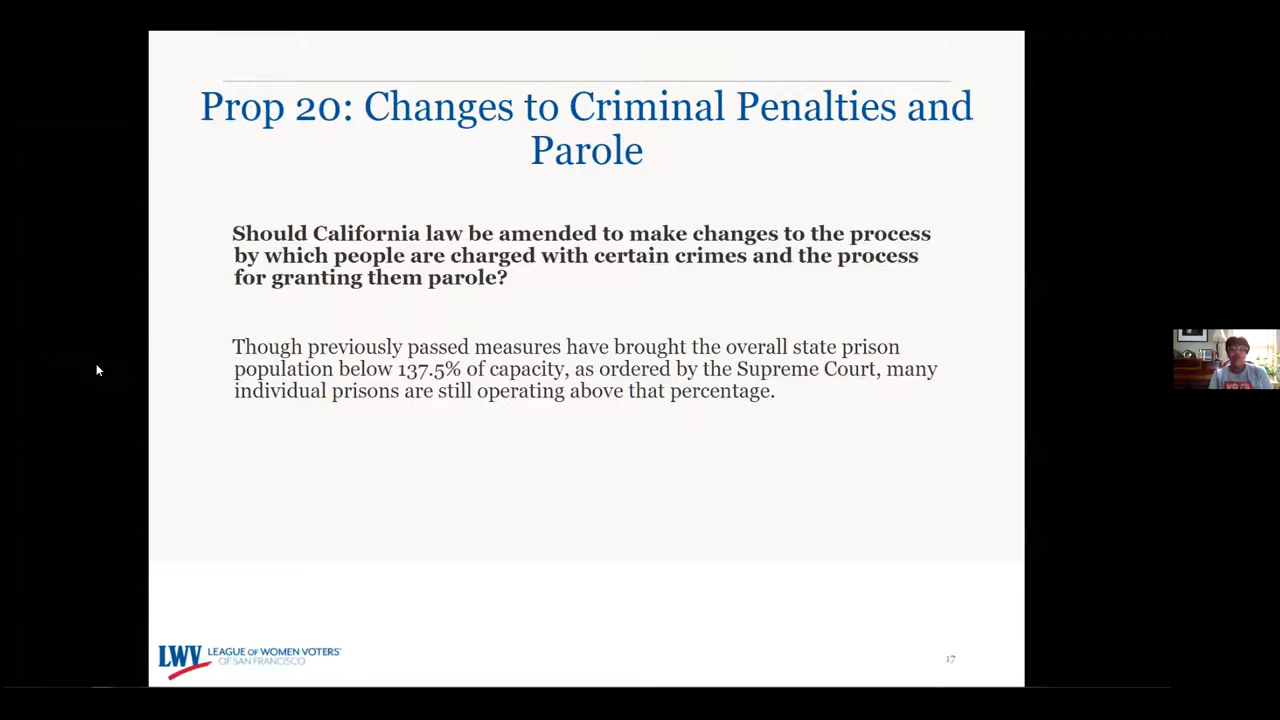 Prop 20: Changes to Criminal Penalties and
Parole
Should California law be amended to make changes to the process
by which people are charged with certain crimes and the process
for granting them parole?
Though previously passed measures have brought the overall state prison
population below 137.5% of capacity, as ordered by the Supreme Court, many
individual prisons are still operating above that percentage.
LWV LEAGUE OF WOMEN VOTERS®
OF SAN FRANCISCO
17